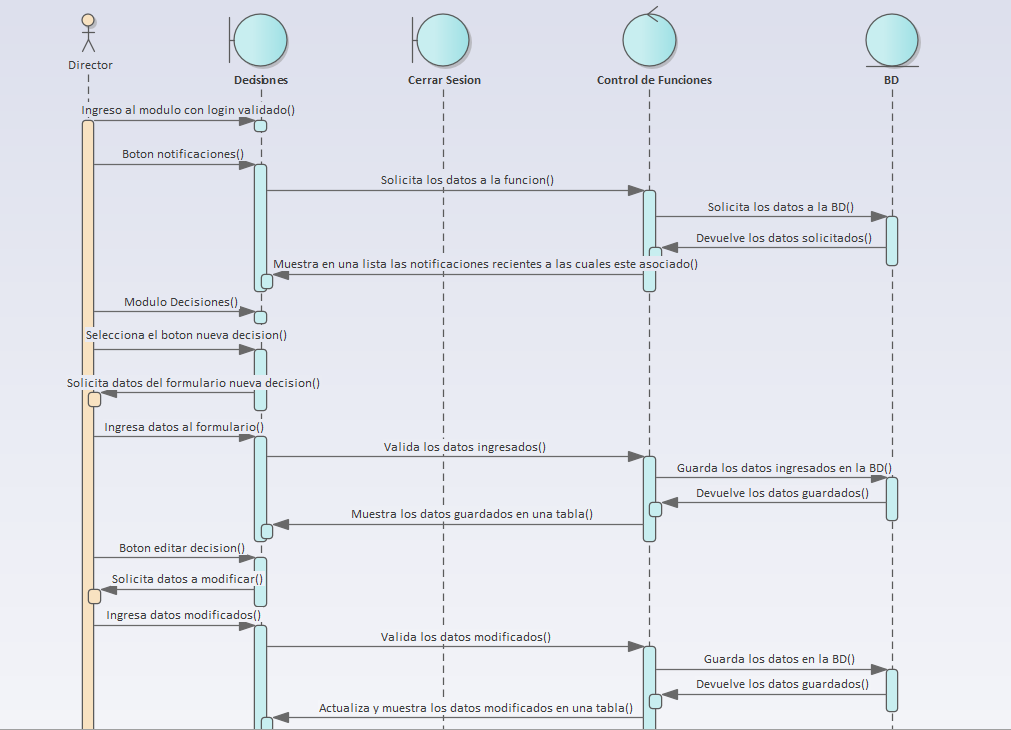 Director
Decisiones
Cerrar Sesion
Control de Funciones
BD
Ingreso al modulo con login validado()
Boton notificaciones()
Solicita los datos a la funcion()
Solicita los datos a la BD()
Devuelve los datos solicitados()
Muestra en una lista las notificaciones recientes a las cuales este asociado()
Modulo Decisiones()
Selecciona el boton nueva decision()
Solicita datos del formulario nueva decision()
Ingresa datos al formulario()
Valida los datos ingresados()
Guarda los datos ingresados en la BD()
Devuelve los datos guardados()
Muestra los datos guardados en una tabla()
Boton editar decision()
Solicita datos a modificar()
Ingresa datos modificados()
Valida los datos modificados()
Guarda los datos en la BD()
Devuelve los datos guardados()
Actualiza y muestra los datos modificados en una tabla()